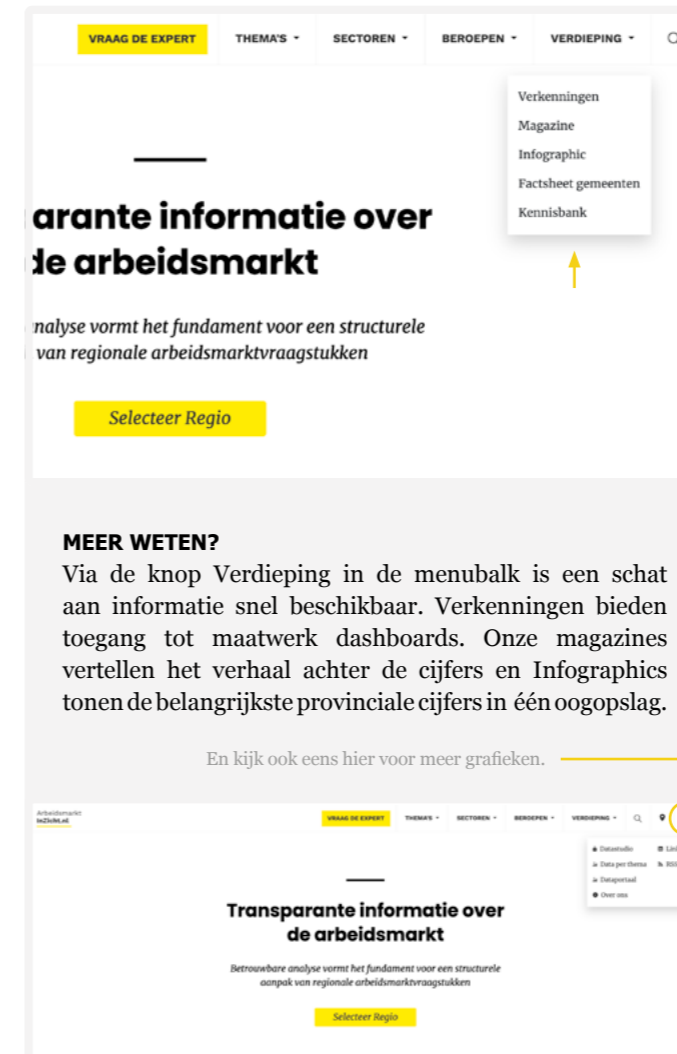 VRAAG DE EXPERT THEMA'S SECTOREN BEROEPEN VERDIEPING
Verkenningen
Magazine
Infographic
Factsheet gemeenten
Kennisbank
arante informatie over
de arbeidsmarkt
nalyse vormt het fundament voor een structurele
van regionale arbeidsmarktvraagstukken
Selecteer Regio
MEER WETEN?
Via de knop Verdieping in de menubalk is een schat
aan informatie snel beschikbaar. Verkenningen bieden
toegang tot maatwerk dashboards. Onze magazines
vertellen het verhaal achter de cijfers en Infographics
tonen de belangrijkste provinciale cijfers in één oogopslag.
En kijk ook eens hier voor meer grafieken.
Arbeidsmarkt
InZicht.nl
VRAAG DE EXPERT THEMA'S SECTOREN BEROEPEN VERDIEPING
Datastudio Lin
Data per thema RSS
Dataportaal
Over ons
Transparante informatie over
de arbeidsmarkt
Betrouwbare analyse vormt het fundament voor een structurele
aanpak van regionale arbeidsmarktvraagstukken
Selecteer Regio